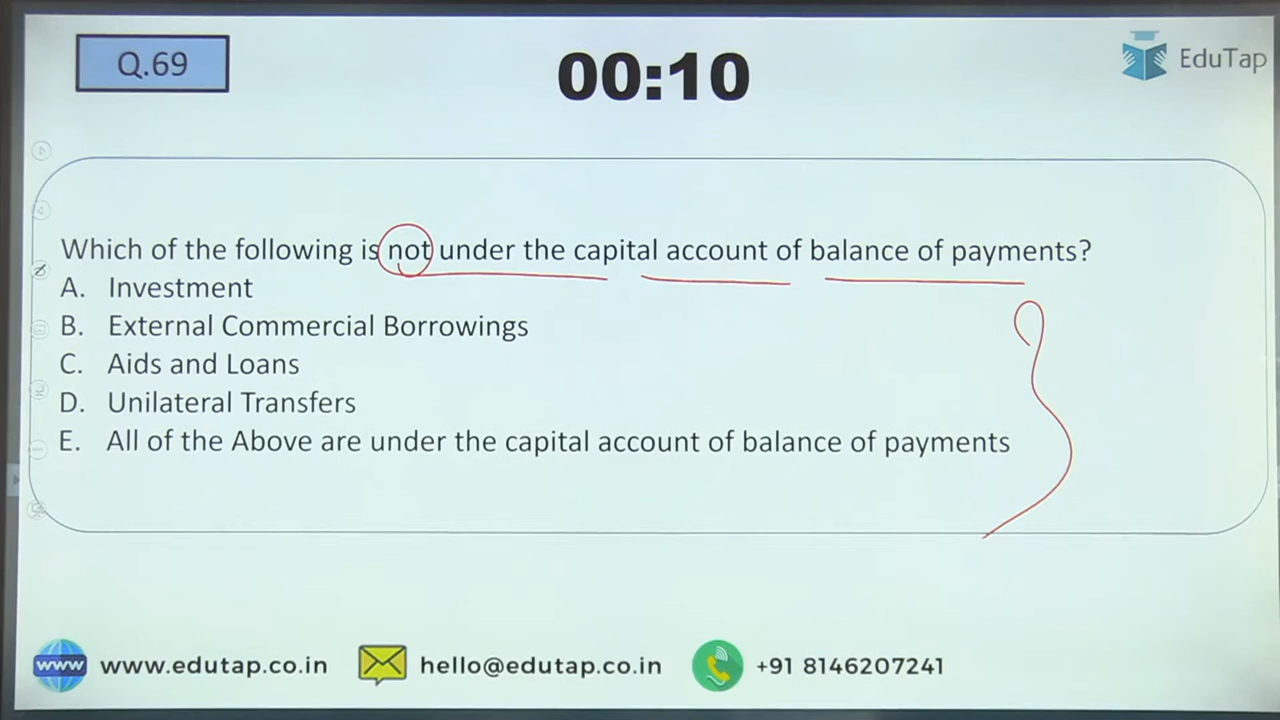 Q.69
00:10
EduTap
Which of the following is not under the capital account of balance of payments?
A. Investment
B. External Commercial Borrowings
C. Aids and Loans
D. Unilateral Transfers
E. All of the Above are under the capital account of balance of payments
www www.edutap.co.in hello@edutap.co.in +91 8146207241